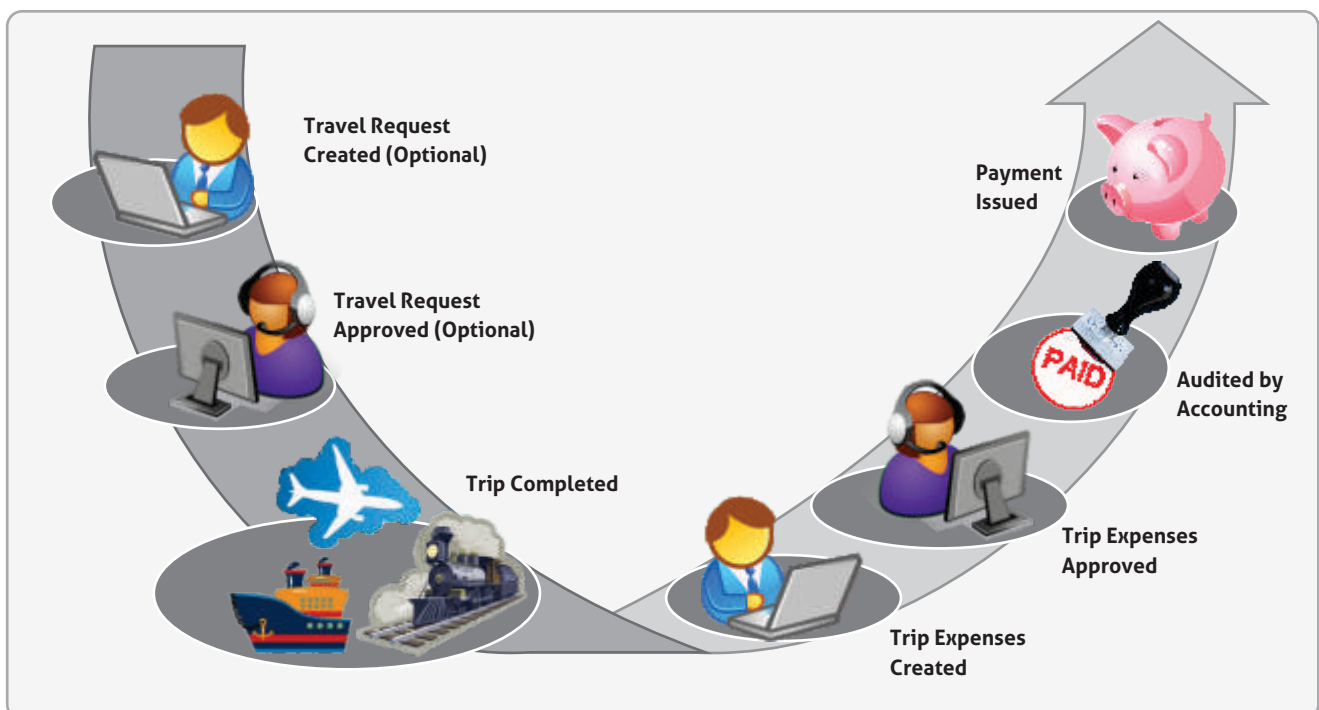 Travel Request
Created (Optional)
Travel Request
Approved (Optional)
Trip Completed
Trip Expenses
Created
Trip Expenses
Approved
PAID
Audited by
Accounting
Payment
Issued